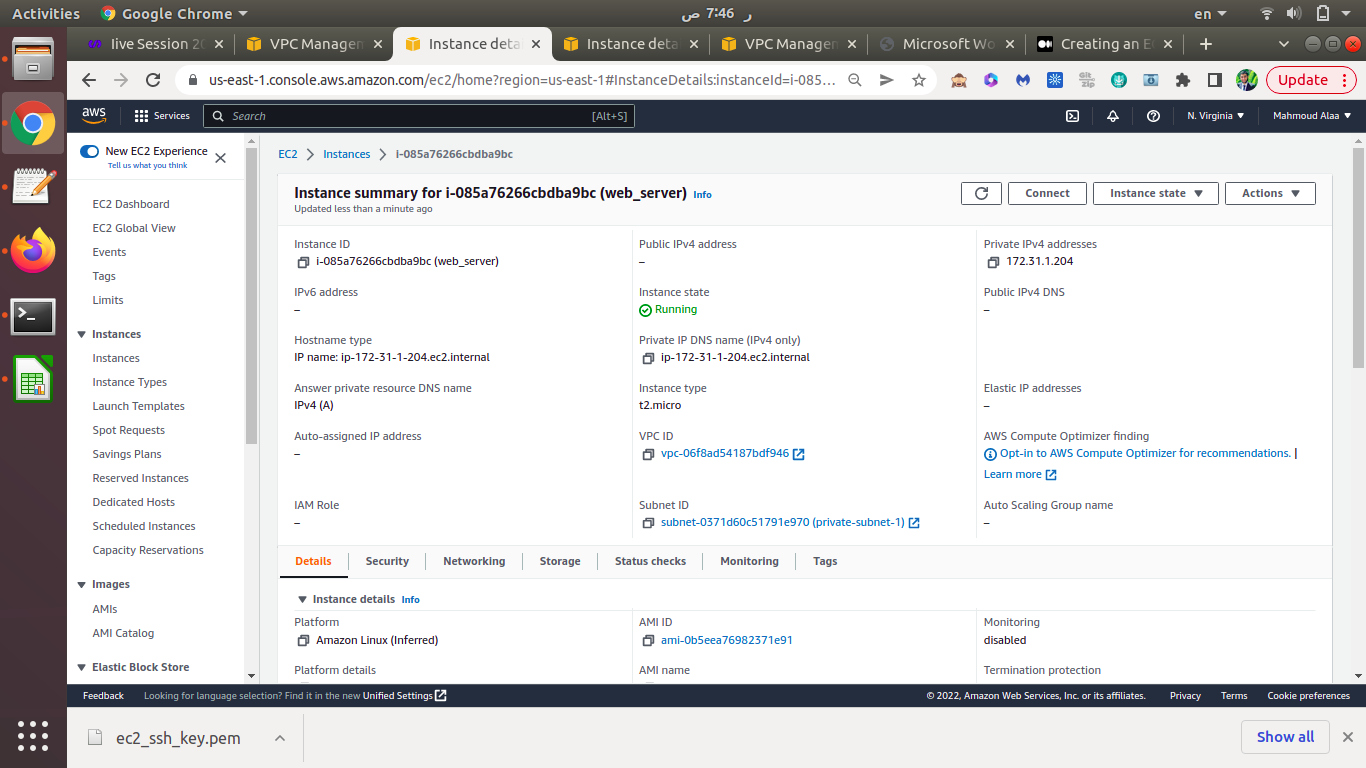 Activities
Google Chrome
ر 7:46 ص
en
live Session 20
VPC Managem
Instance deta
Instance deta
VPC Managem
Microsoft Wo
Creating an EC
us-east-1.console.aws.amazon.com/ec2/home?region=us-east-1#InstanceDetails:instanceId=i-085...
Update
aws
Services
Search
[Alt+S]
N. Virginia
Mahmoud Alaa
New EC2 Experience
Tell us what you think
EC2 Dashboard
EC2 Global View
Events
Tags
Limits
Instances
Instances
Instance Types
Launch Templates
Spot Requests
Savings Plans
Reserved Instances
Dedicated Hosts
Scheduled Instances
Capacity Reservations
Images
AMIs
AMI Catalog
Elastic Block Store
EC2
Instances
i-085a76266cbdba9bc
Instance summary for i-085a76266cbdba9bc (web_server) Info
Updated less than a minute ago
Connect
Instance state
Actions
Instance ID
i-085a76266cbdba9bc (web_server)
Public IPv4 address
–
Private IPv4 addresses
172.31.1.204
IPv6 address
–
Instance state
Running
Public IPv4 DNS
–
Hostname type
IP name: ip-172-31-1-204.ec2.internal
Private IP DNS name (IPv4 only)
ip-172-31-1-204.ec2.internal
Answer private resource DNS name
IPv4 (A)
Instance type
t2.micro
Elastic IP addresses
–
Auto-assigned IP address
–
VPC ID
vpc-06f8ad54187bdf946
AWS Compute Optimizer finding
Opt-in to AWS Compute Optimizer for recommendations. |
Learn more
IAM Role
–
Subnet ID
subnet-0371d60c51791e970 (private-subnet-1)
Auto Scaling Group name
–
Details
Security
Networking
Storage
Status checks
Monitoring
Tags
Instance details Info
Platform
Amazon Linux (Inferred)
AMI ID
ami-0b5eea76982371e91
Monitoring
disabled
Platform details
AMI name
Termination protection
Feedback
Looking for language selection? Find it in the new Unified Settings
© 2022, Amazon Web Services, Inc. or its affiliates.
Privacy
Terms
Cookie preferences
ec2_ssh_key.pem
Show all